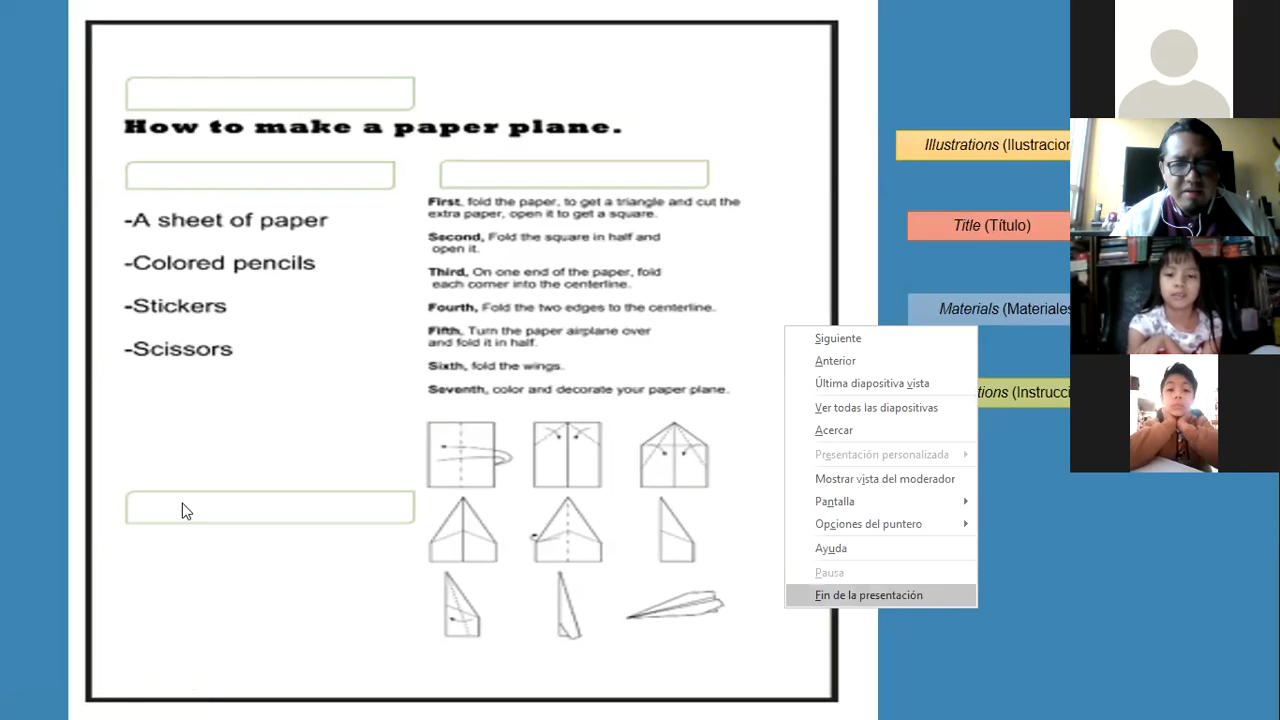 How to make a paper plane.
-A sheet of paper
-Colored pencils
-Stickers
-Scissors
First, fold the paper, to get a triangle and cut the
extra paper, open it to get a square.
Second, Fold the square in half and
open it.
Third, On one end of the paper, fold
each corner into the centerline.
Fourth, Fold the two edges to the centerline.
Fifth, Turn the paper airplane over
and fold it in half.
Sixth, fold the wings.
Seventh, color and decorate your paper plane.
Illustrations (Ilustracion
Title (Título)
Materials (Materiales
tions (Instrucci
Siguiente
Anterior
Última diapositiva vista
Ver todas las diapositivas
Acercar
Presentación personalizada
Mostrar vista del moderador
Pantalla
Opciones del puntero
Ayuda
Pausa
Fin de la presentación